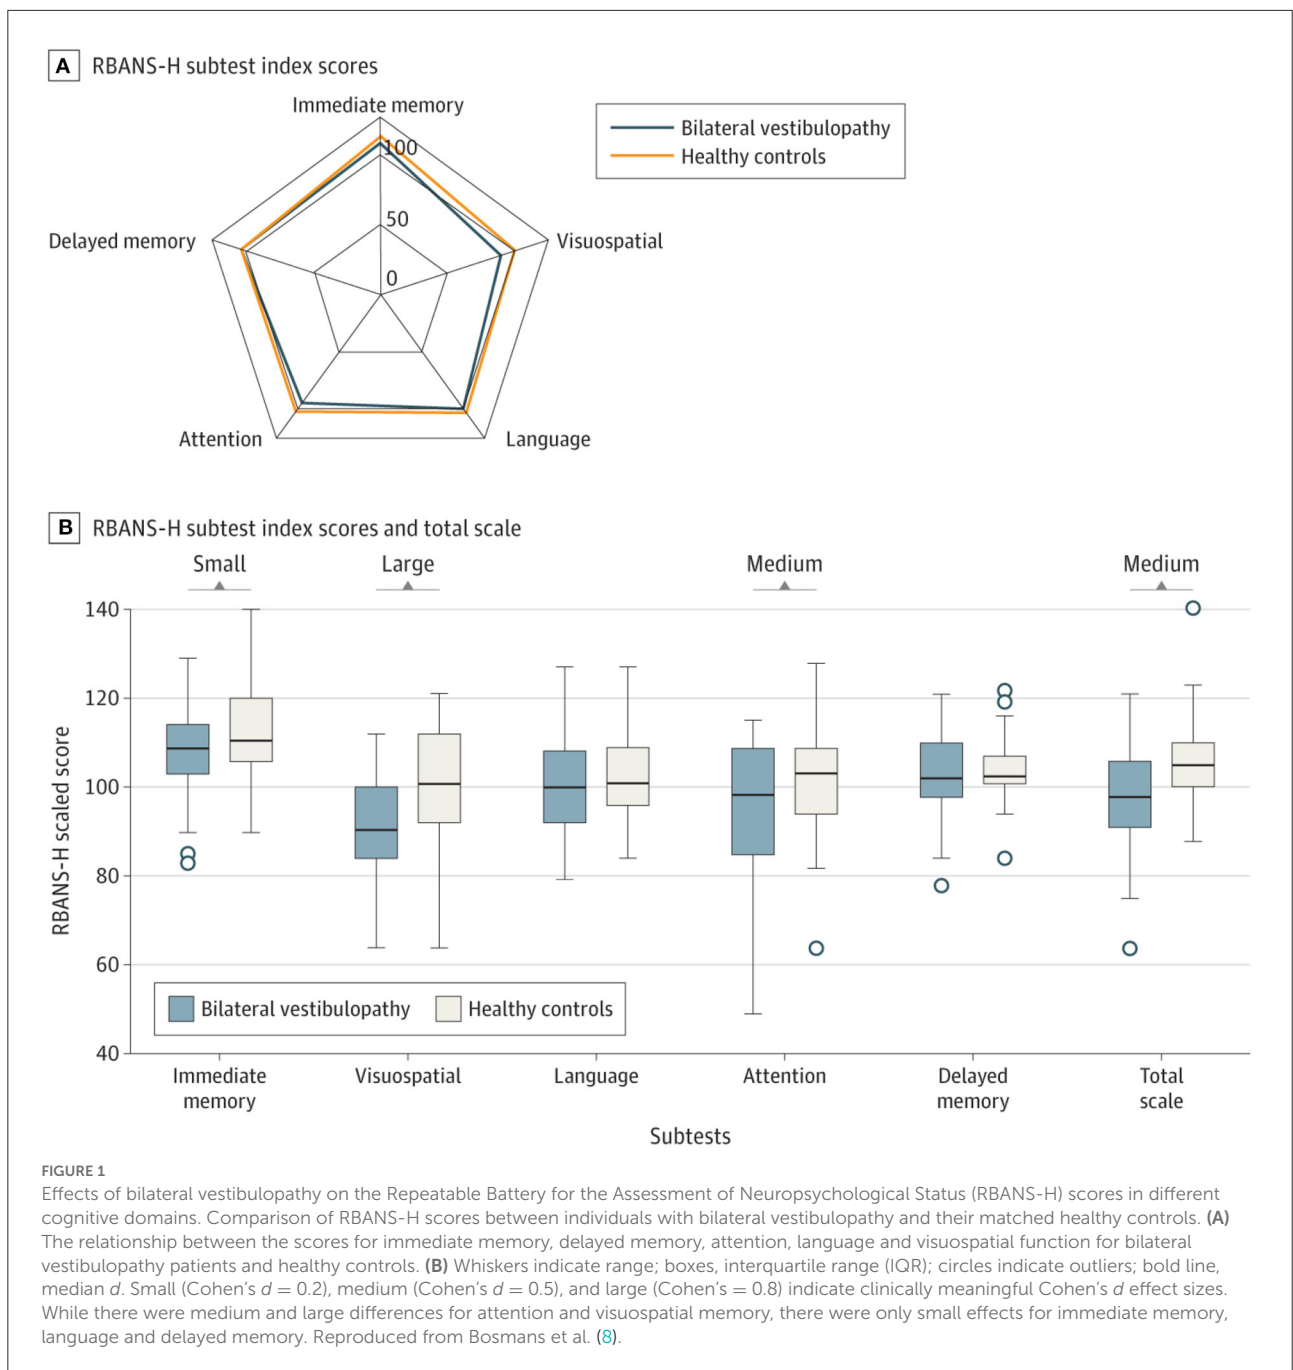 A RBANS-H subtest index scores
Immediate memory
Bilateral vestibulopathy
Healthy controls
100
50
0
Delayed memory
Visuospatial
Attention
Language
B RBANS-H subtest index scores and total scale
Small Large Medium Medium
140
120
100
80
60
40
RBANS-H scaled score
Bilateral vestibulopathy Healthy controls
Immediate memory
Visuospatial
Language
Attention
Delayed memory
Total scale
Subtests
FIGURE 1
Effects of bilateral vestibulopathy on the Repeatable Battery for the Assessment of Neuropsychological Status (RBANS-H) scores in different
cognitive domains. Comparison of RBANS-H scores between individuals with bilateral vestibulopathy and their matched healthy controls. (A)
The relationship between the scores for immediate memory, delayed memory, attention, language and visuospatial function for bilateral
vestibulopathy patients and healthy controls. (B) Whiskers indicate range; boxes, interquartile range (IQR); circles indicate outliers; bold line,
median d. Small (Cohen's d = 0.2), medium (Cohen's d = 0.5), and large (Cohen's = 0.8) indicate clinically meaningful Cohen's d effect sizes.
While there were medium and large differences for attention and visuospatial memory, there were only small effects for immediate memory,
language and delayed memory. Reproduced from Bosmans et al. (8).